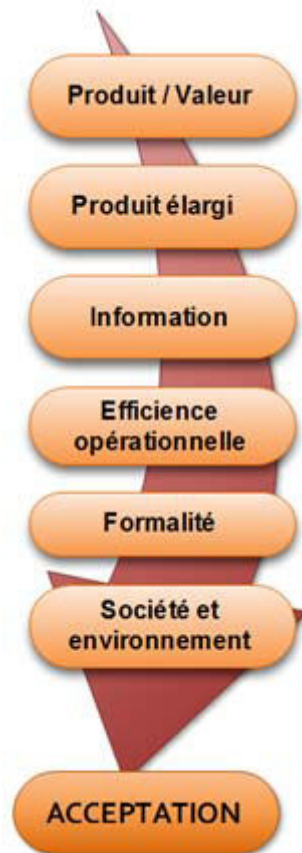 Produit / Valeur
Produit élargi
Information
Efficience
opérationnelle
Formalité
Société et
environnement
ACCEPTATION